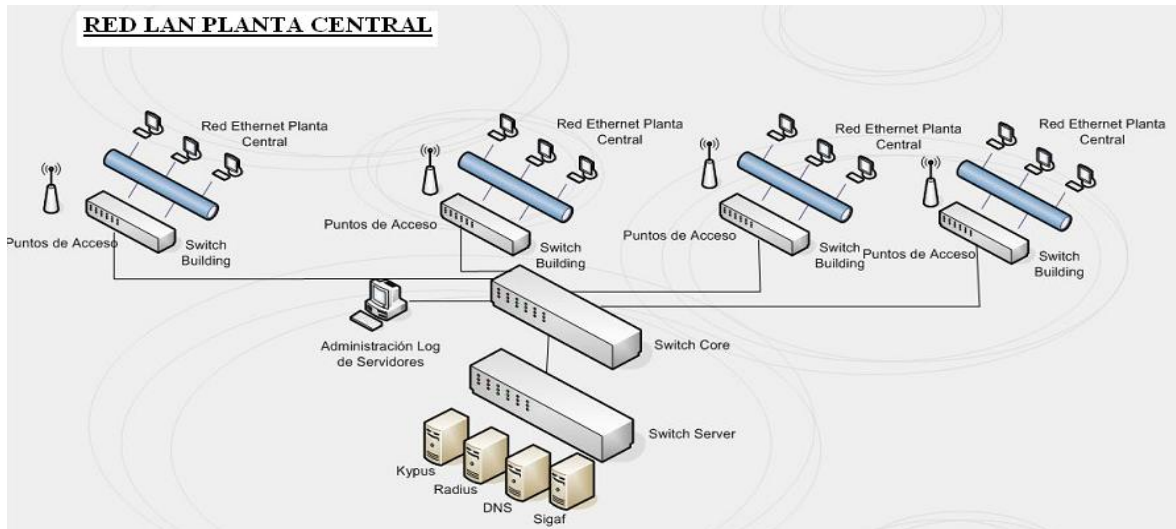 RED LAN PLANTA CENTRAL
Red Ethernet Planta
Central
Puntos de Acceso
Switch
Building
Red Ethernet Planta
Central
Puntos de Acceso
Switch
Building
Red Ethernet Planta
Central
Puntos de Acceso
Switch
Building
Red Ethernet Planta
Central
Puntos de Acceso
Switch
Building
Administración Log
de Servidores
Switch Core
Switch Server
Kypus
Radius
DNS
Sigaf